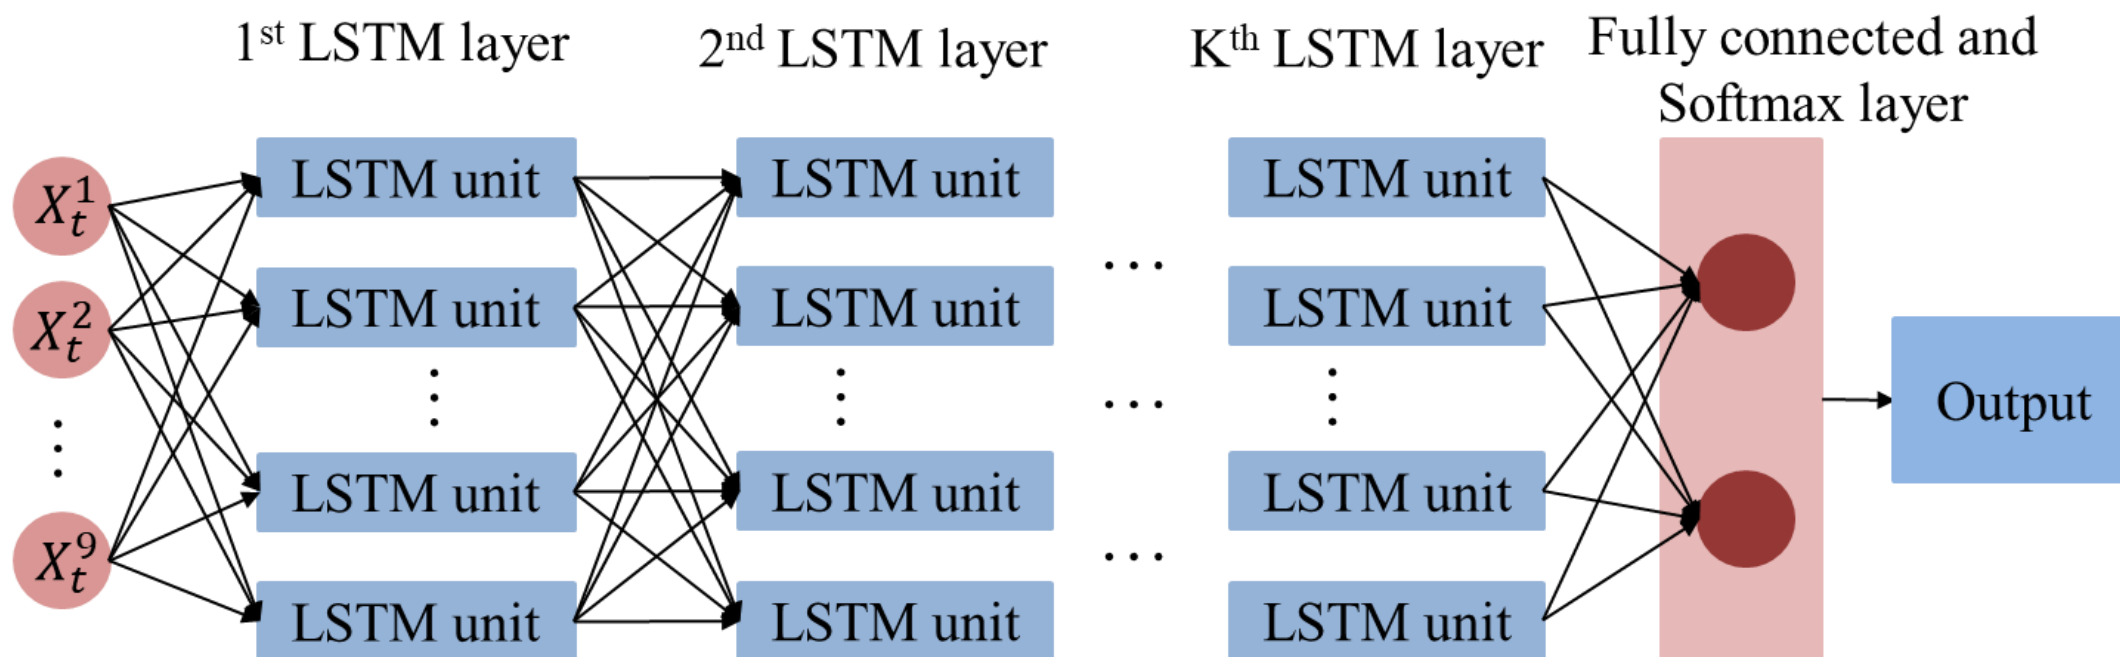 1st LSTM layer
2nd LSTM layer
Kth LSTM layer
Fully connected and
Softmax layer
X_t^1
X_t^2
⋮
X_t^9
LSTM unit
LSTM unit
⋮
LSTM unit
LSTM unit
LSTM unit
LSTM unit
⋮
LSTM unit
LSTM unit
...
...
...
LSTM unit
LSTM unit
⋮
LSTM unit
LSTM unit
Output